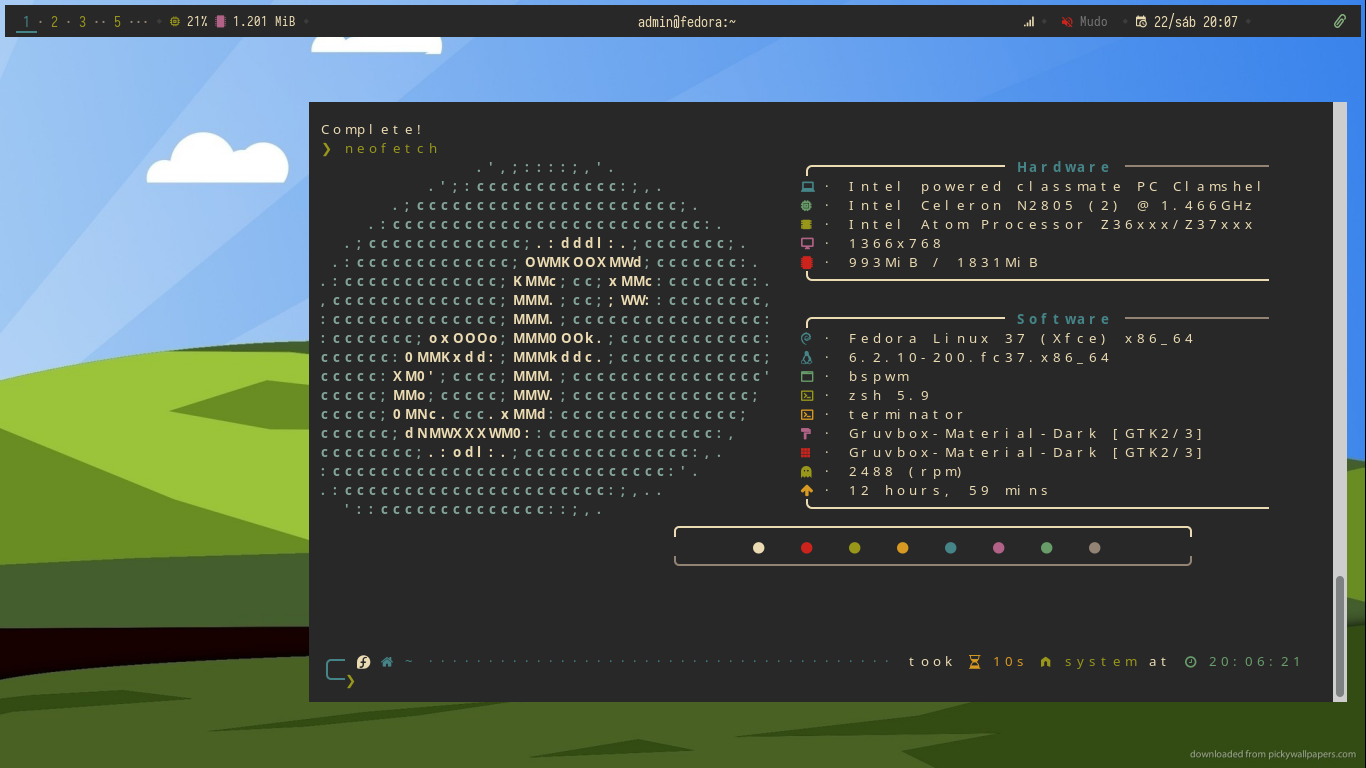 1 · 2 · 3 ·· 5 ··· 21% 1.201 MiB
admin@fedora:~
Mudo 22/sáb 20:07
Complete!
❯ neofetch
.',;::::;,'.
.';:cccccccccccc:;,.
.;cccccccccccccccccccccc;.
.:cccccccccccccccccccccccccc:.
.;ccccccccccccc;.:dddl:.;ccccccc;.
.:ccccccccccccc;OWMKOOXMWd;ccccccc:.
.:ccccccccccccc;KMMc;cc;xMMc:ccccccc:.
,cccccccccccccc;MMM.;cc;;WW::cccccccc,
:cccccccccccccc;MMM.;cccccccccccccccc:
:ccccccc;oxOOOo;MMM0OOk.;cccccccccccc:
cccccc:0MMKxdd:;MMMkddc.;cccccccccccc;
ccccc:XM0';cccc;MMM.;cccccccccccccccc'
ccccc;MMo;ccccc;MMW.;ccccccccccccccc;
ccccc;0MNc.ccc.xMMd:ccccccccccccccc;
cccccc;dNMWXXXWM0::cccccccccccccc:,
cccccccc;.:odl:.;cccccccccccccc:,.
:cccccccccccccccccccccccccccc:'.
.:cccccccccccccccccccccc:;,..
'::cccccccccccccc::;,.
Hardware
· Intel powered classmate PC Clamshel
· Intel Celeron N2805 (2) @ 1.466GHz
· Intel Atom Processor Z36xxx/Z37xxx
· 1366x768
· 993MiB / 1831MiB
Software
· Fedora Linux 37 (Xfce) x86_64
· 6.2.10-200.fc37.x86_64
· bspwm
· zsh 5.9
· terminator
· Gruvbox-Material-Dark [GTK2/3]
· Gruvbox-Material-Dark [GTK2/3]
· 2488 (rpm)
· 12 hours, 59 mins
~ ······································· took 10s system at 20:06:21
❯
downloaded from pickywallpapers.com